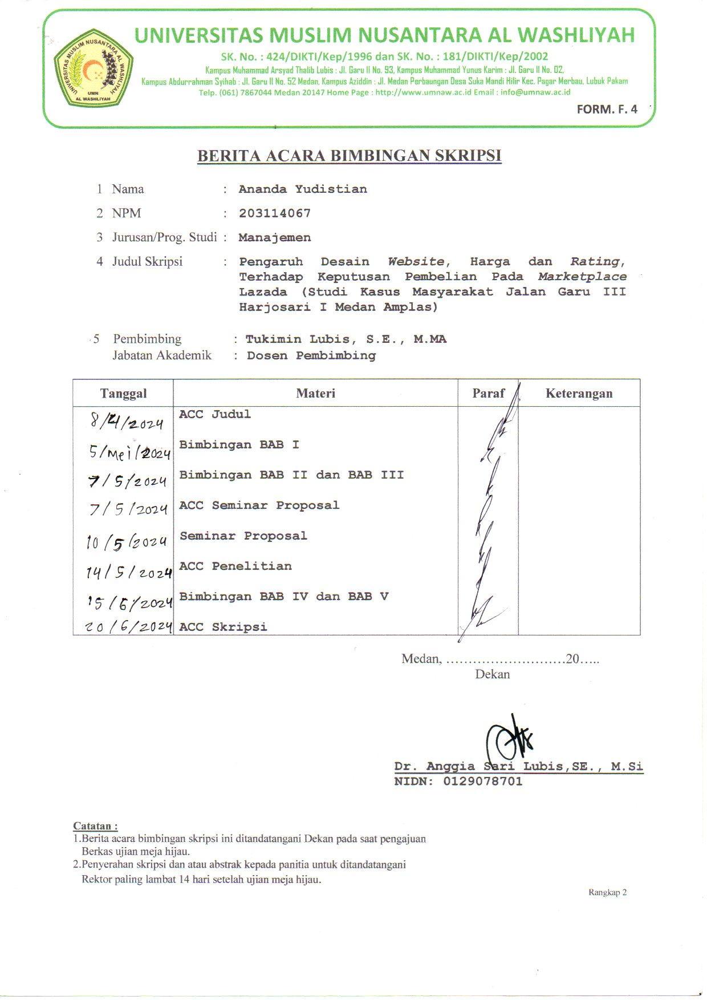 UNIVERSITAS MUSLIM NUSANTARA AL WASHLIYAH
SK. No. : 424/DIKTI/Kep/1996 dan SK. No. : 181/DIKTI/Kep/2002
Kampus Muhammad Arsyad Thalib Lubis : Jl. Garu II No. 93, Kampus Muhammad Yunus Karim : Jl. Garu II No. 02,
Kampus Abdurrahman Syihab : Jl. Garu II No. 52 Medan, Kampus Aziddin : Jl. Medan Perbaungan Desa Suka Mandi Hilir Kec. Pagar Merbau, Lubuk Pakam
Telp. (061) 7867044 Medan 20147 Home Page : http://www.umnaw.ac.id Email : info@umnaw.ac.id
FORM. F. 4
UNIVERSITAS MUSLIM NUSANTARA AL WASHLIYAH
UMN
AL WASHLIYAH
BERITA ACARA BIMBINGAN SKRIPSI
1 Nama : Ananda Yudistian
2 NPM : 203114067
3 Jurusan/Prog. Studi : Manajemen
4 Judul Skripsi : Pengaruh Desain Website, Harga dan Rating,
Terhadap Keputusan Pembelian Pada Marketplace
Lazada (Studi Kasus Masyarakat Jalan Garu III
Harjosari I Medan Amplas)
5 Pembimbing : Tukimin Lubis, S.E., M.MA
Jabatan Akademik : Dosen Pembimbing
Tanggal Materi Paraf Keterangan
8/4/2024 ACC Judul
5/Mei/2024 Bimbingan BAB I
7/5/2024 Bimbingan BAB II dan BAB III
7/5/2024 ACC Seminar Proposal
10/5/2024 Seminar Proposal
14/5/2024 ACC Penelitian
15/6/2024 Bimbingan BAB IV dan BAB V
20/6/2024 ACC Skripsi
Medan, ...........................20.....
Dekan
Dr. Anggia Sari Lubis,SE., M.Si
NIDN: 0129078701
Catatan :
1.Berita acara bimbingan skripsi ini ditandatangani Dekan pada saat pengajuan
Berkas ujian meja hijau.
2.Penyerahan skripsi dan atau abstrak kepada panitia untuk ditandatangani
Rektor paling lambat 14 hari setelah ujian meja hijau.
Rangkap 2